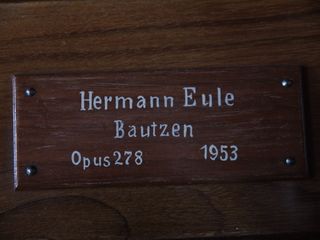 Hermann Eule
Bautzen
Opus 278 1953